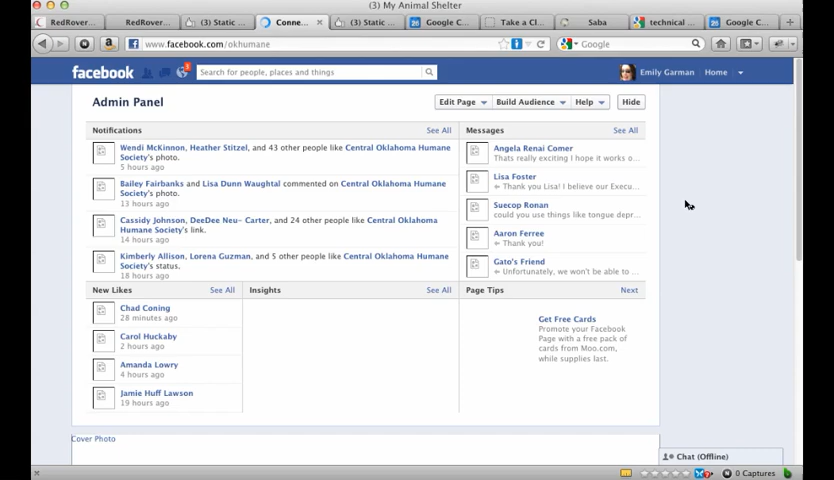 (3) My Animal Shelter
RedRover...
RedRover...
(3) Static ...
Conne...
(3) Static ...
Google C...
Take a Cl...
Saba
technical ...
Google C...
www.facebook.com/okhumane
Google
facebook
3
Search for people, places and things
Emily Garman
Home
Admin Panel
Edit Page
Build Audience
Help
Hide
Notifications
See All
Wendi McKinnon, Heather Stitzel, and 43 other people like Central Oklahoma Humane
Society's photo.
5 hours ago
Bailey Fairbanks and Lisa Dunn Waughtal commented on Central Oklahoma Humane
Society's photo.
13 hours ago
Cassidy Johnson, DeeDee Neu- Carter, and 24 other people like Central Oklahoma
Humane Society's link.
14 hours ago
Kimberly Allison, Lorena Guzman, and 5 other people like Central Oklahoma Humane
Society's status.
18 hours ago
Messages
See All
Angela Renai Comer
Thats really exciting I hope it works o...
Lisa Foster
Thank you Lisa! I believe our Execu...
Suecop Ronan
could you use things like tongue depr...
Aaron Ferree
Thank you!
Gato's Friend
Unfortunately, we won't be able to ...
New Likes
See All
Chad Coning
28 minutes ago
Carol Huckaby
2 hours ago
Amanda Lowry
4 hours ago
Jamie Huff Lawson
19 hours ago
Insights
See All
Page Tips
Next
Get Free Cards
Promote your Facebook
Page with a free pack of
cards from Moo.com,
while supplies last.
Cover Photo
Chat (Offline)
0 Captures